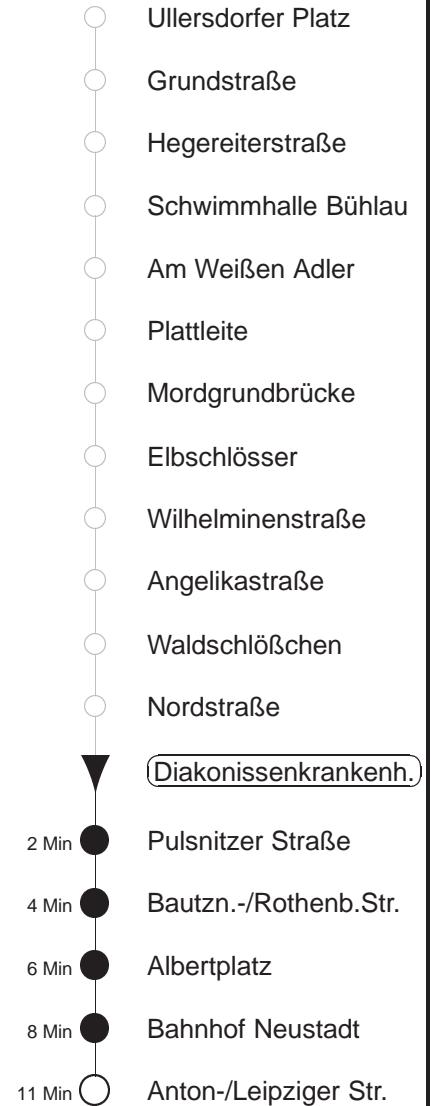 Ullersdorfer Platz
Grundstraße
Hegereiterstraße
Schwimmhalle Bühlau
Am Weißen Adler
Plattleite
Mordgrundbrücke
Elbschlösser
Wilhelminenstraße
Angelikastraße
Waldschlößchen
Nordstraße
Diakonissenkrankenh.
2 Min Pulsnitzer Straße
4 Min Bautzn.-/Rothenb.Str.
6 Min Albertplatz
8 Min Bahnhof Neustadt
11 Min Anton-/Leipziger Str.